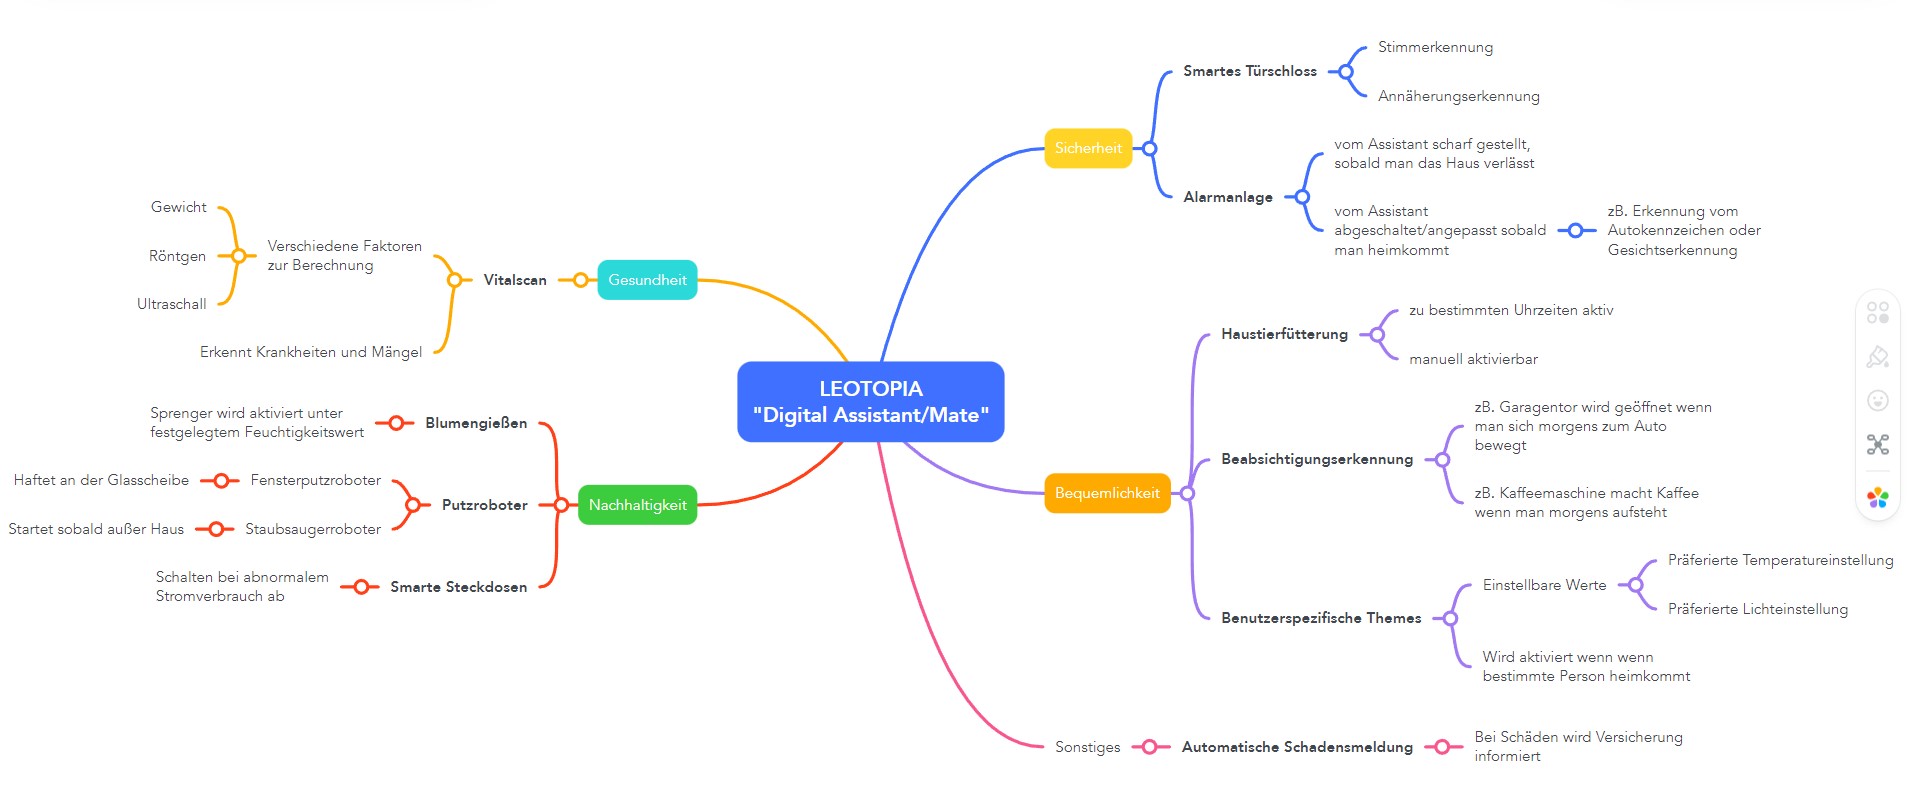 LEOTOPIA
"Digital Assistant/Mate"
Sicherheit
Smartes Türschloss
Stimmerkennung
Annäherungserkennung
Alarmanlage
vom Assistant scharf gestellt,
sobald man das Haus verlässt
vom Assistant
abgeschaltet/angepasst sobald
man heimkommt
zB. Erkennung vom
Autokennzeichen oder
Gesichtserkennung
Bequemlichkeit
Haustierfütterung
zu bestimmten Uhrzeiten aktiv
manuell aktivierbar
Beabsichtigungserkennung
zB. Garagentor wird geöffnet wenn
man sich morgens zum Auto
bewegt
zB. Kaffeemaschine macht Kaffee
wenn man morgens aufsteht
Benutzerspezifische Themes
Einstellbare Werte
Präferierte Temperatureinstellung
Präferierte Lichteinstellung
Wird aktiviert wenn wenn
bestimmte Person heimkommt
Sonstiges
Automatische Schadensmeldung
Bei Schäden wird Versicherung
informiert
Gesundheit
Vitalscan
Verschiedene Faktoren
zur Berechnung
Gewicht
Röntgen
Ultraschall
Erkennt Krankheiten und Mängel
Nachhaltigkeit
Blumengießen
Sprenger wird aktiviert unter
festgelegtem Feuchtigkeitswert
Putzroboter
Fensterputzroboter
Haftet an der Glasscheibe
Staubsaugerroboter
Startet sobald außer Haus
Smarte Steckdosen
Schalten bei abnormalem
Stromverbrauch ab